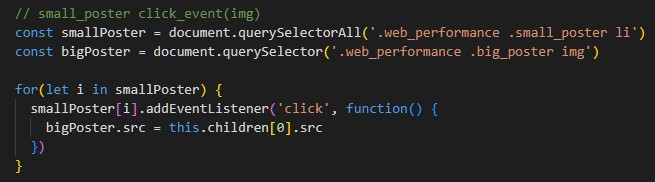 // small_poster click_event(img)
const smallPoster = document.querySelectorAll('.web_performance .small_poster li')
const bigPoster = document.querySelector('.web_performance .big_poster img')

for(let i in smallPoster) {
  smallPoster[i].addEventListener('click', function() {
    bigPoster.src = this.children[0].src
  })
}